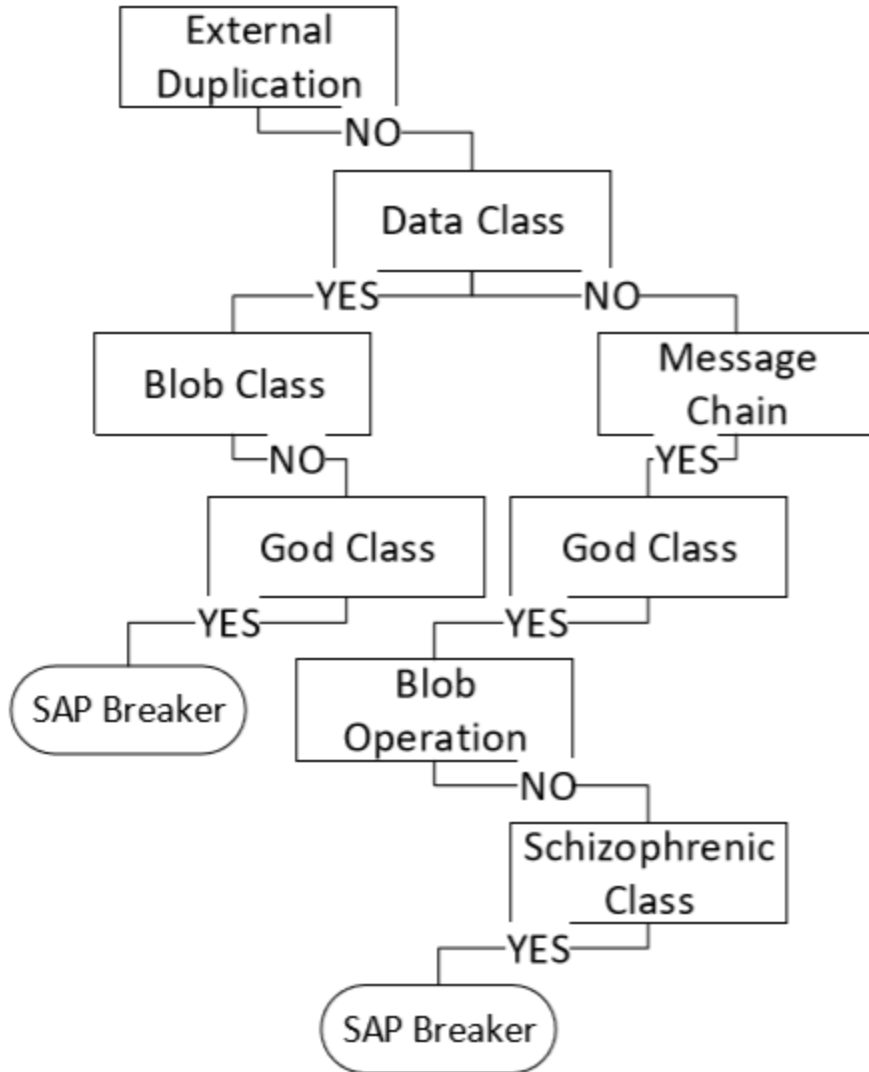 External
Duplication
NO
Data Class
YES
NO
Blob Class
Message
Chain
NO
YES
God Class
God Class
YES
YES
SAP Breaker
Blob
Operation
NO
Schizophrenic
Class
YES
SAP Breaker